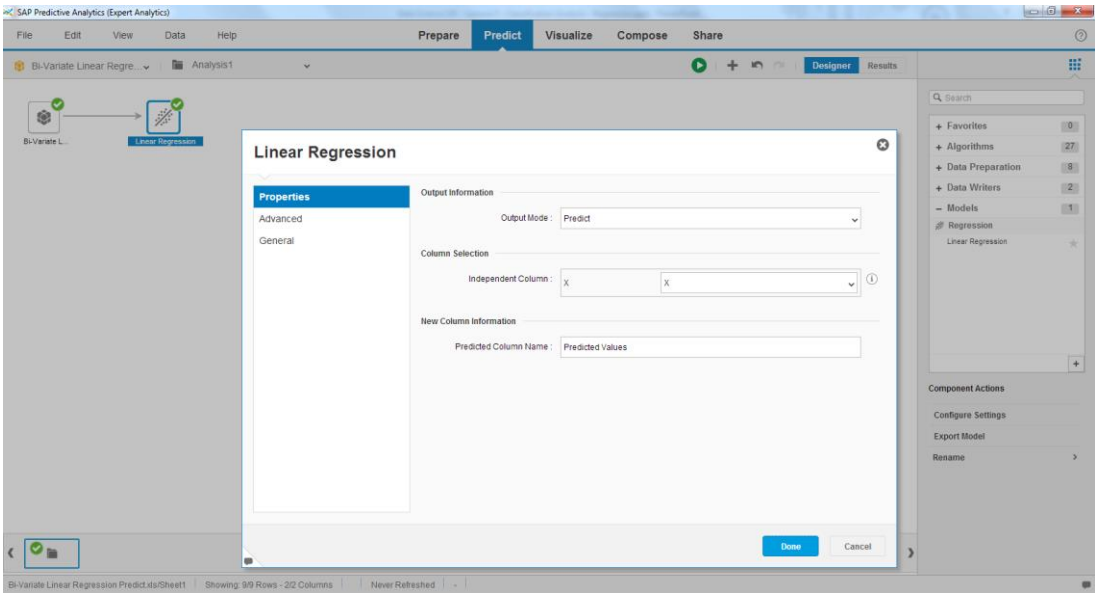 SAP Predictive Analytics (Expert Analytics)
File Edit View Data Help Prepare Predict Visualize Compose Share
Bi-Variate Linear Regre... Analysis1 Designer Results
Bi-Variate L... Linear Regression
Search
+ Favorites 0
+ Algorithms 27
+ Data Preparation 8
+ Data Writers 2
- Models 1
Regression
Linear Regression
Component Actions
Configure Settings
Export Model
Rename
Linear Regression
Properties
Advanced
General
Output Information
Output Mode : Predict
Column Selection
Independent Column : X X
New Column Information
Predicted Column Name : Predicted Values
Done Cancel
Bi-Variate Linear Regression Predict.xls/Sheet1 Showing: 9/9 Rows - 2/2 Columns Never Refreshed -